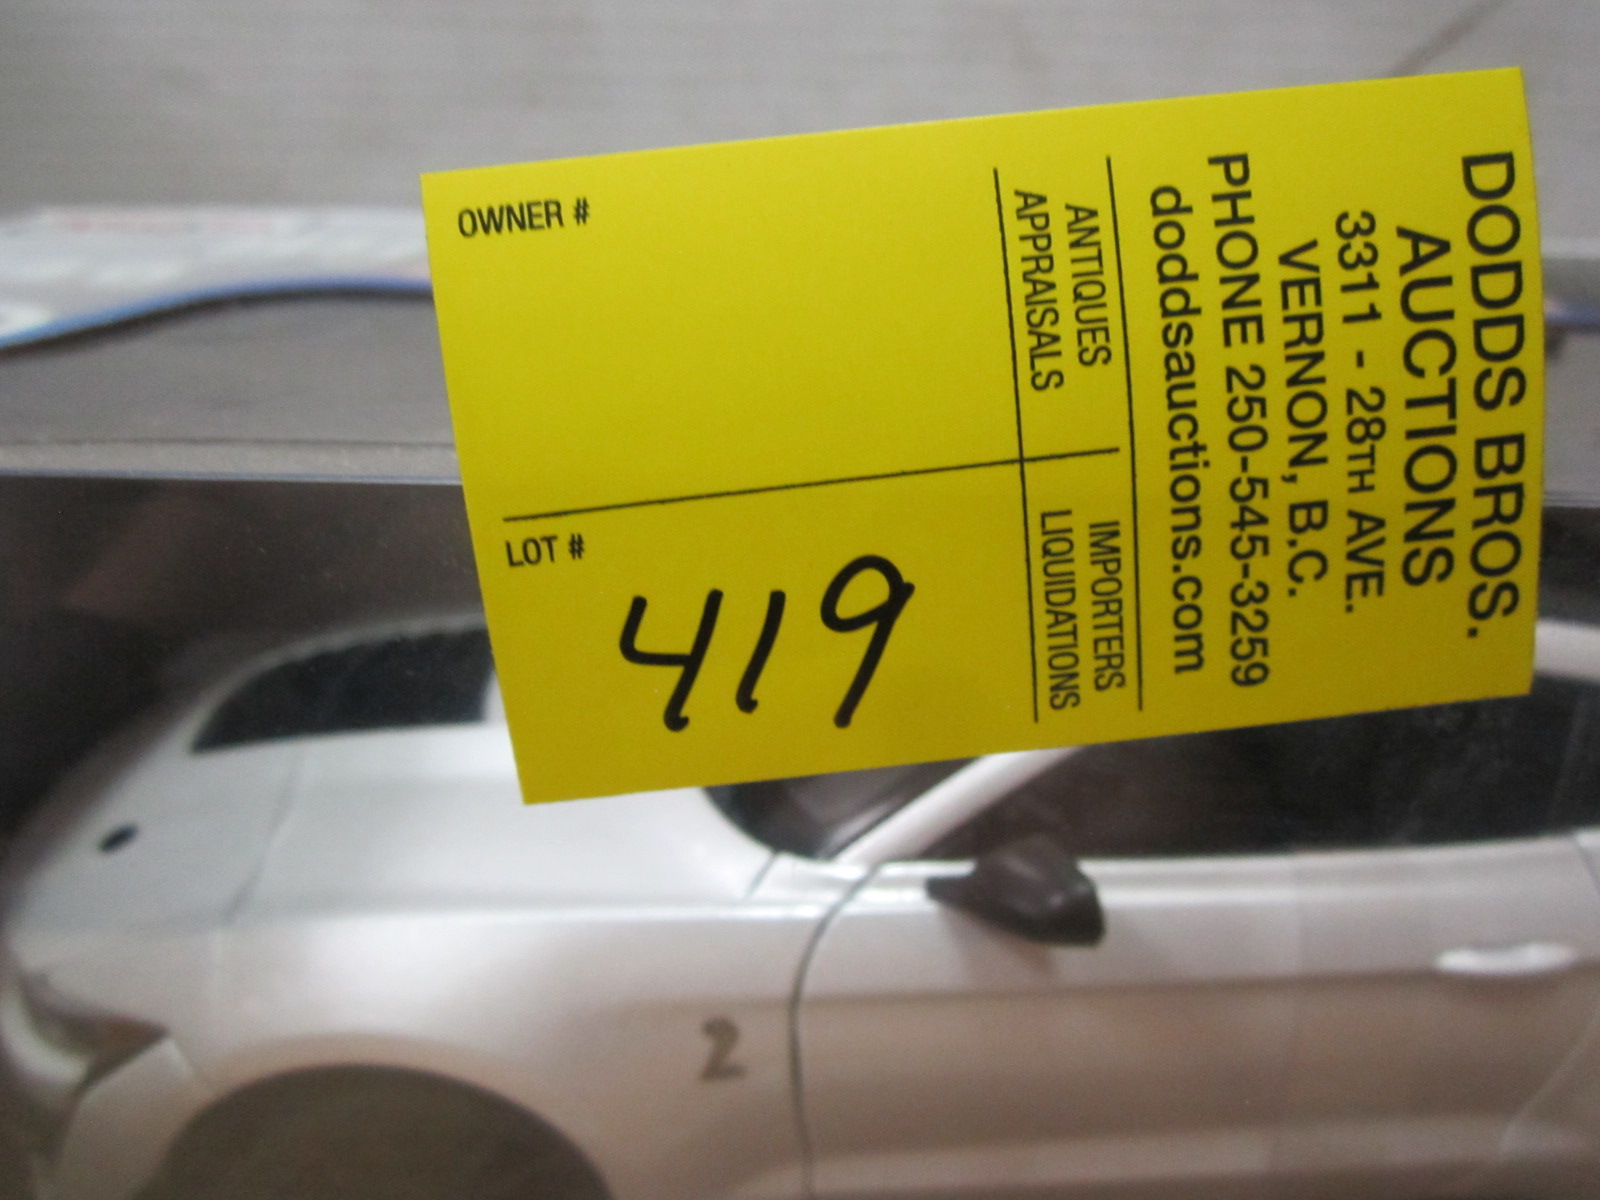 DODDS BROS.
AUCTIONS
3311 - 28TH AVE.
VERNON, B.C.
PHONE 250-545-3259
doddsauctions.com
ANTIQUES
APPRAISALS
IMPORTERS
LIQUIDATIONS
OWNER #
LOT #
419
2